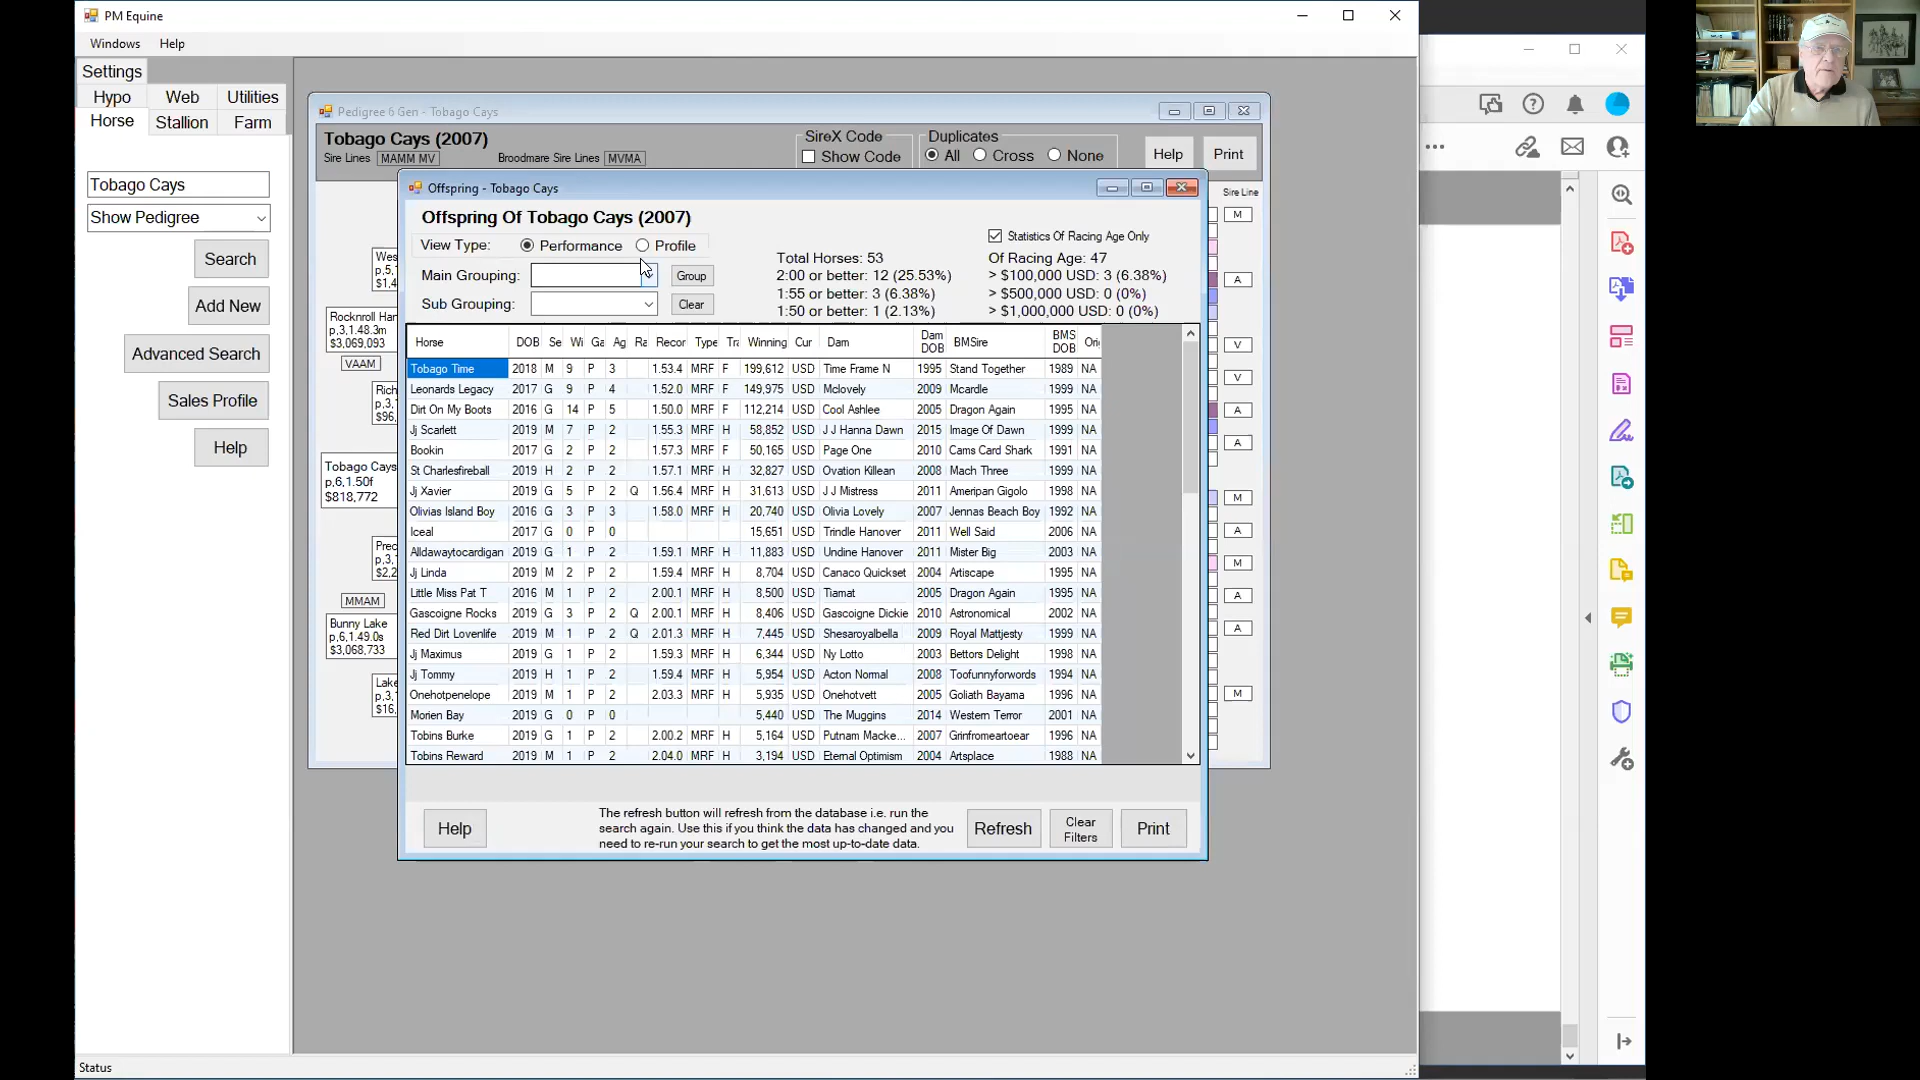 PM Equine
Windows Help
Settings
Hypo Web Utilities
Horse Stallion Farm
Tobago Cays
Show Pedigree
Search
Add New
Advanced Search
Sales Profile
Help
Status
Pedigree 6 Gen - Tobago Cays
Tobago Cays (2007)
Sire Lines MAMM MV Broodmare Sire Lines MVMA
SireX Code
Show Code
Duplicates
All Cross None
Help Print
Sire Line
M
A
V
V
A
A
M
A
M
A
A
M
Rocknroll Han
p,3,1.48.3m
$3,069,093
VAAM
Tobago Cays
p,6,1.50f
$818,772
MMAM
Bunny Lake
p,6,1.49.0s
$3,068,733
Offspring - Tobago Cays
Offspring Of Tobago Cays (2007)
View Type: Performance Profile
Main Grouping: Group
Sub Grouping: Clear
Statistics Of Racing Age Only
Total Horses: 53 Of Racing Age: 47
2:00 or better: 12 (25.53%) > $100,000 USD: 3 (6.38%)
1:55 or better: 3 (6.38%) > $500,000 USD: 0 (0%)
1:50 or better: 1 (2.13%) > $1,000,000 USD: 0 (0%)
Horse DOB Se Wi Ga Ag Ra Recor Type Tra Winning Cur Dam Dam DOB BMSire BMS DOB Ori
Tobago Time 2018 M 9 P 3 1.53.4 MRF F 199,612 USD Time Frame N 1995 Stand Together 1989 NA
Leonards Legacy 2017 G 9 P 4 1.52.0 MRF F 149,975 USD Mclovely 2009 Mcardle 1999 NA
Dirt On My Boots 2016 G 14 P 5 1.50.0 MRF F 112,214 USD Cool Ashlee 2005 Dragon Again 1995 NA
Jj Scarlett 2019 M 7 P 2 1.55.3 MRF H 58,852 USD J J Hanna Dawn 2015 Image Of Dawn 1999 NA
Bookin 2017 G 2 P 2 1.57.3 MRF F 50,165 USD Page One 2010 Cams Card Shark 1991 NA
St Charlesfireball 2019 H 2 P 2 1.57.1 MRF H 32,827 USD Ovation Killean 2008 Mach Three 1999 NA
Jj Xavier 2019 G 5 P 2 Q 1.56.4 MRF H 31,613 USD J J Mistress 2011 Ameripan Gigolo 1998 NA
Olivias Island Boy 2016 G 3 P 3 1.58.0 MRF H 20,740 USD Olivia Lovely 2007 Jennas Beach Boy 1992 NA
Iceal 2017 G 0 P 0 15,651 USD Trindle Hanover 2011 Well Said 2006 NA
Alldawaytocardigan 2019 G 1 P 2 1.59.1 MRF H 11,883 USD Undine Hanover 2011 Mister Big 2003 NA
Jj Linda 2019 M 2 P 2 1.59.4 MRF H 8,704 USD Canaco Quickset 2004 Artiscape 1995 NA
Little Miss Pat T 2016 M 1 P 2 2.00.1 MRF H 8,500 USD Tiamat 2005 Dragon Again 1995 NA
Gascoigne Rocks 2019 G 3 P 2 Q 2.00.1 MRF H 8,406 USD Gascoigne Dickie 2010 Astronomical 2002 NA
Red Dirt Lovenlife 2019 M 1 P 2 Q 2.01.3 MRF H 7,445 USD Shesaroyalbella 2009 Royal Mattjesty 1999 NA
Jj Maximus 2019 G 1 P 2 1.59.3 MRF H 6,344 USD Ny Lotto 2003 Bettors Delight 1998 NA
Jj Tommy 2019 H 1 P 2 1.59.4 MRF H 5,954 USD Acton Normal 2008 Toofunnyforwords 1994 NA
Onehotpenelope 2019 M 1 P 2 2.03.3 MRF H 5,935 USD Onehotvett 2005 Goliath Bayama 1996 NA
Morien Bay 2019 G 0 P 0 5,440 USD The Muggins 2014 Western Terror 2001 NA
Tobins Burke 2019 G 1 P 2 2.00.2 MRF H 5,164 USD Putnam Macke... 2007 Grinfromeartoear 1996 NA
Tobins Reward 2019 M 1 P 2 2.04.0 MRF H 3,194 USD Eternal Optimism 2004 Artsplace 1988 NA
Help
The refresh button will refresh from the database i.e. run the
search again. Use this if you think the data has changed and you
need to re-run your search to get the most up-to-date data.
Refresh
Clear
Filters
Print